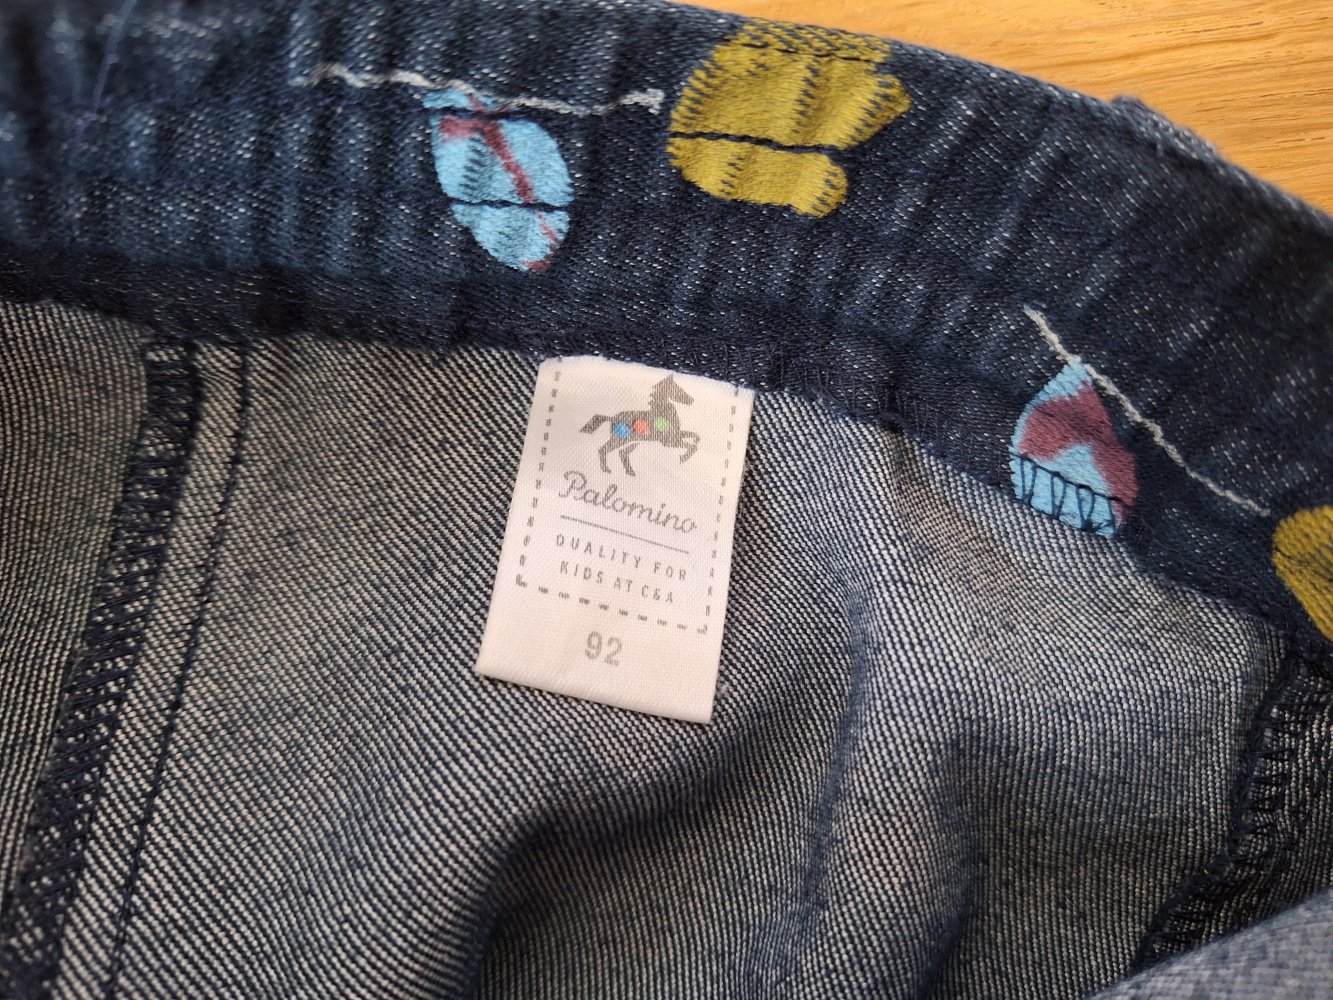 Palomino
QUALITY FOR
KIDS AT C&A
92